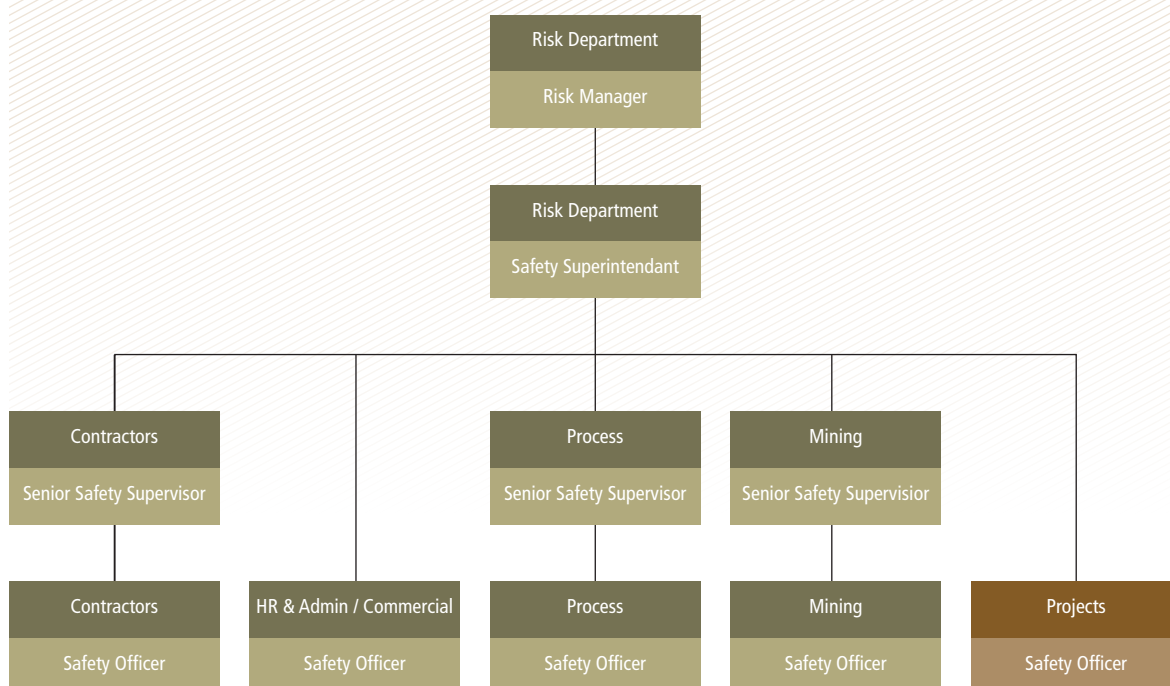 Risk Department
Risk Manager
Risk Department
Safety Superintendant
Contractors
Senior Safety Supervisor
Process
Senior Safety Supervisor
Mining
Senior Safety Supervisior
Contractors
Safety Officer
HR & Admin / Commercial
Safety Officer
Process
Safety Officer
Mining
Safety Officer
Projects
Safety Officer